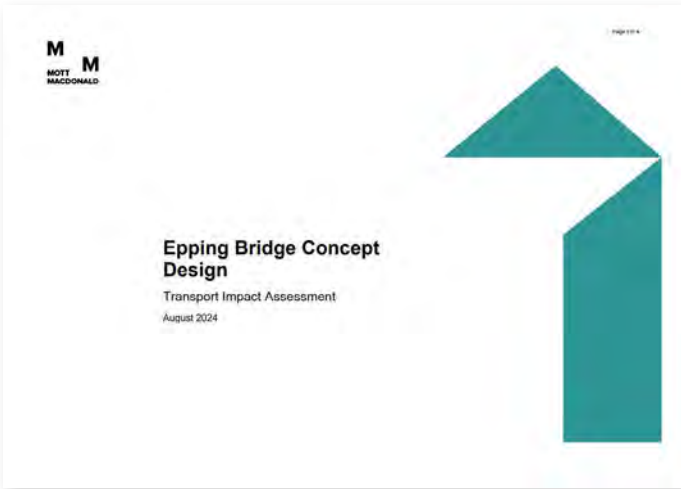 M
M
MOTT
MACDONALD
Epping Bridge Concept
Design
Transport Impact Assessment
August 2024